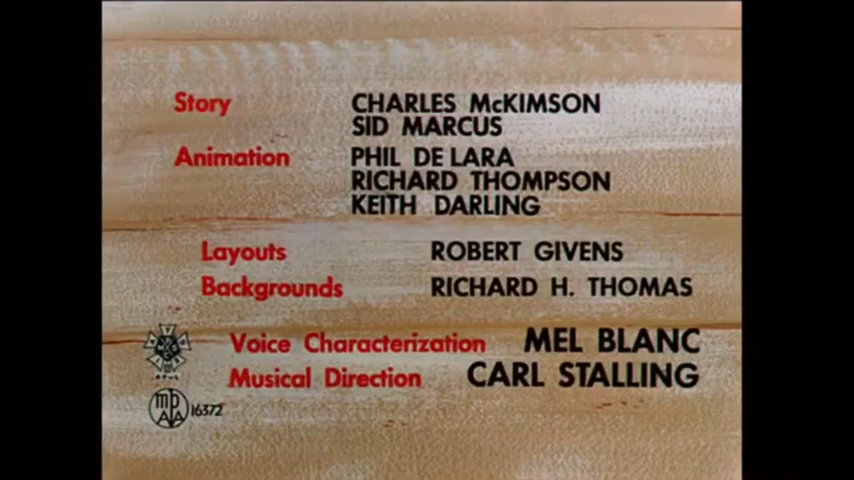 Story CHARLES McKIMSON
SID MARCUS
Animation PHIL DE LARA
RICHARD THOMPSON
KEITH DARLING
Layouts ROBERT GIVENS
Backgrounds RICHARD H. THOMAS
Voice Characterization MEL BLANC
Musical Direction CARL STALLING
MPAA 16372